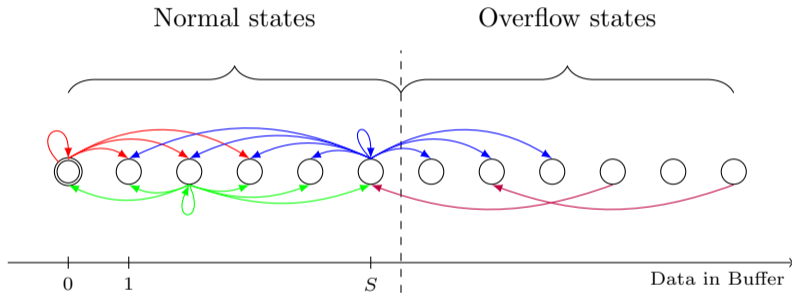 Normal states
Overflow states
Data in Buffer
0
1
S